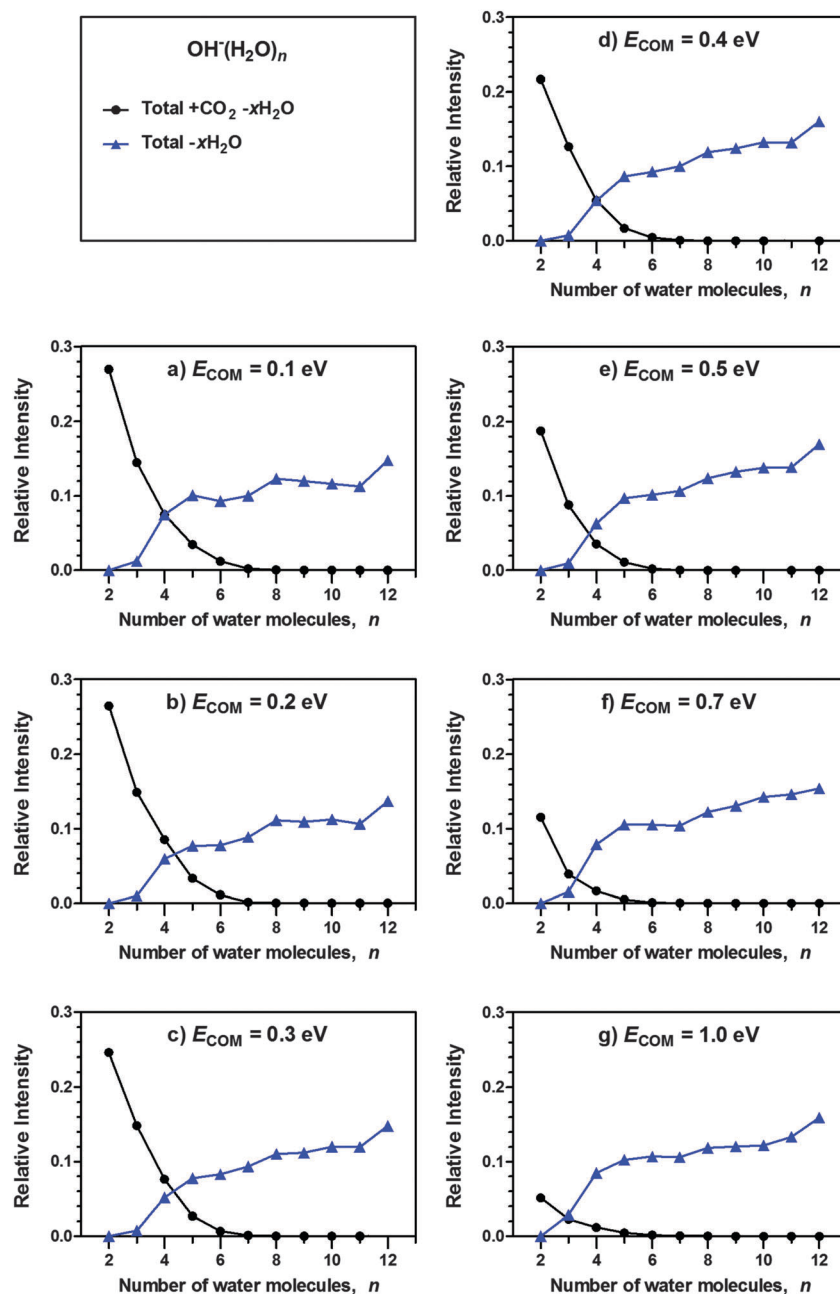 OH⁻(H₂O)ₙ
Total +CO₂ -xH₂O
Total -xH₂O
d) E_COM = 0.4 eV
Relative Intensity
0.3
0.2
0.1
0.0
2 4 6 8 10 12
Number of water molecules, n
a) E_COM = 0.1 eV
Relative Intensity
0.3
0.2
0.1
0.0
2 4 6 8 10 12
Number of water molecules, n
e) E_COM = 0.5 eV
Relative Intensity
0.3
0.2
0.1
0.0
2 4 6 8 10 12
Number of water molecules, n
b) E_COM = 0.2 eV
Relative Intensity
0.3
0.2
0.1
0.0
2 4 6 8 10 12
Number of water molecules, n
f) E_COM = 0.7 eV
Relative Intensity
0.3
0.2
0.1
0.0
2 4 6 8 10 12
Number of water molecules, n
c) E_COM = 0.3 eV
Relative Intensity
0.3
0.2
0.1
0.0
2 4 6 8 10 12
Number of water molecules, n
g) E_COM = 1.0 eV
Relative Intensity
0.3
0.2
0.1
0.0
2 4 6 8 10 12
Number of water molecules, n